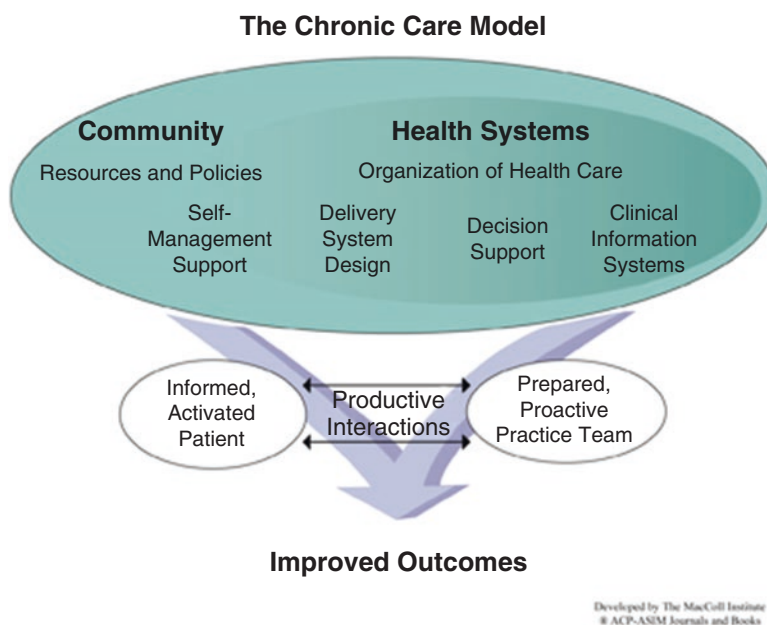 The Chronic Care Model
Community
Resources and Policies
Health Systems
Organization of Health Care
Self-
Management
Support
Delivery
System
Design
Decision
Support
Clinical
Information
Systems
Informed,
Activated
Patient
Productive
Interactions
Prepared,
Proactive
Practice Team
Improved Outcomes
Developed by The MacColl Institute
® ACP-ASIM Journals and Books